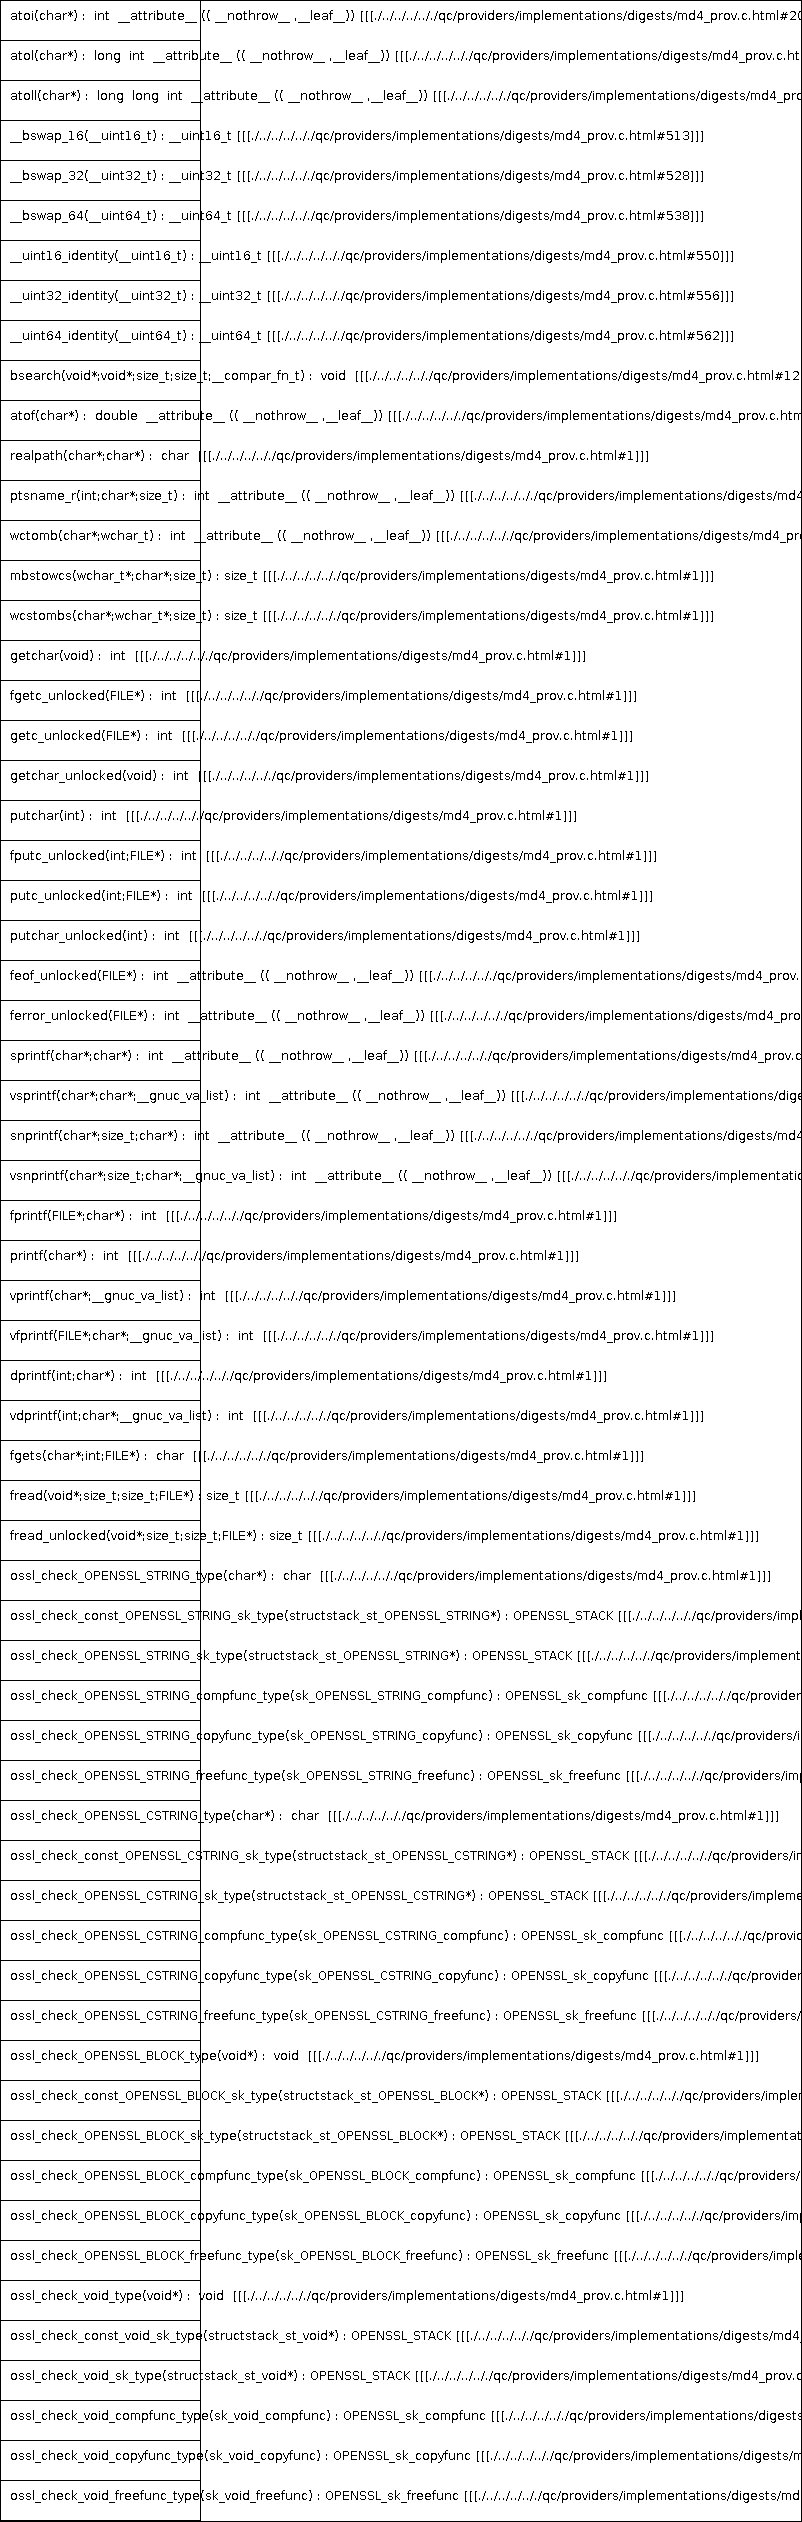 atoi(char*) :  int  __attribute__ (( __nothrow__ ,__leaf__)) [[[./../../../../../qc/providers/implementations/digests/md4_prov.c.html#20
atol(char*) :  long  int  __attribute__ (( __nothrow__ ,__leaf__)) [[[./../../../../../qc/providers/implementations/digests/md4_prov.c.ht
atoll(char*) :  long  long  int  __attribute__ (( __nothrow__ ,__leaf__)) [[[./../../../../../qc/providers/implementations/digests/md4_pro
__bswap_16(__uint16_t) : __uint16_t [[[./../../../../../qc/providers/implementations/digests/md4_prov.c.html#513]]]
__bswap_32(__uint32_t) : __uint32_t [[[./../../../../../qc/providers/implementations/digests/md4_prov.c.html#528]]]
__bswap_64(__uint64_t) : __uint64_t [[[./../../../../../qc/providers/implementations/digests/md4_prov.c.html#538]]]
__uint16_identity(__uint16_t) : __uint16_t [[[./../../../../../qc/providers/implementations/digests/md4_prov.c.html#550]]]
__uint32_identity(__uint32_t) : __uint32_t [[[./../../../../../qc/providers/implementations/digests/md4_prov.c.html#556]]]
__uint64_identity(__uint64_t) : __uint64_t [[[./../../../../../qc/providers/implementations/digests/md4_prov.c.html#562]]]
bsearch(void*;void*;size_t;size_t;__compar_fn_t) :  void  [[[./../../../../../qc/providers/implementations/digests/md4_prov.c.html#12
atof(char*) :  double  __attribute__ (( __nothrow__ ,__leaf__)) [[[./../../../../../qc/providers/implementations/digests/md4_prov.c.htm
realpath(char*;char*) :  char  [[[./../../../../../qc/providers/implementations/digests/md4_prov.c.html#1]]]
ptsname_r(int;char*;size_t) :  int  __attribute__ (( __nothrow__ ,__leaf__)) [[[./../../../../../qc/providers/implementations/digests/md4
wctomb(char*;wchar_t) :  int  __attribute__ (( __nothrow__ ,__leaf__)) [[[./../../../../../qc/providers/implementations/digests/md4_pro
mbstowcs(wchar_t*;char*;size_t) : size_t [[[./../../../../../qc/providers/implementations/digests/md4_prov.c.html#1]]]
wcstombs(char*;wchar_t*;size_t) : size_t [[[./../../../../../qc/providers/implementations/digests/md4_prov.c.html#1]]]
getchar(void) :  int  [[[./../../../../../qc/providers/implementations/digests/md4_prov.c.html#1]]]
fgetc_unlocked(FILE*) :  int  [[[./../../../../../qc/providers/implementations/digests/md4_prov.c.html#1]]]
getc_unlocked(FILE*) :  int  [[[./../../../../../qc/providers/implementations/digests/md4_prov.c.html#1]]]
getchar_unlocked(void) :  int  [[[./../../../../../qc/providers/implementations/digests/md4_prov.c.html#1]]]
putchar(int) :  int  [[[./../../../../../qc/providers/implementations/digests/md4_prov.c.html#1]]]
fputc_unlocked(int;FILE*) :  int  [[[./../../../../../qc/providers/implementations/digests/md4_prov.c.html#1]]]
putc_unlocked(int;FILE*) :  int  [[[./../../../../../qc/providers/implementations/digests/md4_prov.c.html#1]]]
putchar_unlocked(int) :  int  [[[./../../../../../qc/providers/implementations/digests/md4_prov.c.html#1]]]
feof_unlocked(FILE*) :  int  __attribute__ (( __nothrow__ ,__leaf__)) [[[./../../../../../qc/providers/implementations/digests/md4_prov.
ferror_unlocked(FILE*) :  int  __attribute__ (( __nothrow__ ,__leaf__)) [[[./../../../../../qc/providers/implementations/digests/md4_pro
sprintf(char*;char*) :  int  __attribute__ (( __nothrow__ ,__leaf__)) [[[./../../../../../qc/providers/implementations/digests/md4_prov.c
vsprintf(char*;char*;__gnuc_va_list) :  int  __attribute__ (( __nothrow__ ,__leaf__)) [[[./../../../../../qc/providers/implementations/dige
snprintf(char*;size_t;char*) :  int  __attribute__ (( __nothrow__ ,__leaf__)) [[[./../../../../../qc/providers/implementations/digests/md4
vsnprintf(char*;size_t;char*;__gnuc_va_list) :  int  __attribute__ (( __nothrow__ ,__leaf__)) [[[./../../../../../qc/providers/implementatio
fprintf(FILE*;char*) :  int  [[[./../../../../../qc/providers/implementations/digests/md4_prov.c.html#1]]]
printf(char*) :  int  [[[./../../../../../qc/providers/implementations/digests/md4_prov.c.html#1]]]
vprintf(char*;__gnuc_va_list) :  int  [[[./../../../../../qc/providers/implementations/digests/md4_prov.c.html#1]]]
vfprintf(FILE*;char*;__gnuc_va_list) :  int  [[[./../../../../../qc/providers/implementations/digests/md4_prov.c.html#1]]]
dprintf(int;char*) :  int  [[[./../../../../../qc/providers/implementations/digests/md4_prov.c.html#1]]]
vdprintf(int;char*;__gnuc_va_list) :  int  [[[./../../../../../qc/providers/implementations/digests/md4_prov.c.html#1]]]
fgets(char*;int;FILE*) :  char  [[[./../../../../../qc/providers/implementations/digests/md4_prov.c.html#1]]]
fread(void*;size_t;size_t;FILE*) : size_t [[[./../../../../../qc/providers/implementations/digests/md4_prov.c.html#1]]]
fread_unlocked(void*;size_t;size_t;FILE*) : size_t [[[./../../../../../qc/providers/implementations/digests/md4_prov.c.html#1]]]
ossl_check_OPENSSL_STRING_type(char*) :  char  [[[./../../../../../qc/providers/implementations/digests/md4_prov.c.html#1]]]
ossl_check_const_OPENSSL_STRING_sk_type(structstack_st_OPENSSL_STRING*) : OPENSSL_STACK [[[./../../../../../qc/providers/impl
ossl_check_OPENSSL_STRING_sk_type(structstack_st_OPENSSL_STRING*) : OPENSSL_STACK [[[./../../../../../qc/providers/implement
ossl_check_OPENSSL_STRING_compfunc_type(sk_OPENSSL_STRING_compfunc) : OPENSSL_sk_compfunc [[[./../../../../../qc/provider
ossl_check_OPENSSL_STRING_copyfunc_type(sk_OPENSSL_STRING_copyfunc) : OPENSSL_sk_copyfunc [[[./../../../../../qc/providers/i
ossl_check_OPENSSL_STRING_freefunc_type(sk_OPENSSL_STRING_freefunc) : OPENSSL_sk_freefunc [[[./../../../../../qc/providers/imp
ossl_check_OPENSSL_CSTRING_type(char*) :  char  [[[./../../../../../qc/providers/implementations/digests/md4_prov.c.html#1]]]
ossl_check_const_OPENSSL_CSTRING_sk_type(structstack_st_OPENSSL_CSTRING*) : OPENSSL_STACK [[[./../../../../../qc/providers/in
ossl_check_OPENSSL_CSTRING_sk_type(structstack_st_OPENSSL_CSTRING*) : OPENSSL_STACK [[[./../../../../../qc/providers/impleme
ossl_check_OPENSSL_CSTRING_compfunc_type(sk_OPENSSL_CSTRING_compfunc) : OPENSSL_sk_compfunc [[[./../../../../../qc/provid
ossl_check_OPENSSL_CSTRING_copyfunc_type(sk_OPENSSL_CSTRING_copyfunc) : OPENSSL_sk_copyfunc [[[./../../../../../qc/provider
ossl_check_OPENSSL_CSTRING_freefunc_type(sk_OPENSSL_CSTRING_freefunc) : OPENSSL_sk_freefunc [[[./../../../../../qc/providers/
ossl_check_OPENSSL_BLOCK_type(void*) :  void  [[[./../../../../../qc/providers/implementations/digests/md4_prov.c.html#1]]]
ossl_check_const_OPENSSL_BLOCK_sk_type(structstack_st_OPENSSL_BLOCK*) : OPENSSL_STACK [[[./../../../../../qc/providers/implen
ossl_check_OPENSSL_BLOCK_sk_type(structstack_st_OPENSSL_BLOCK*) : OPENSSL_STACK [[[./../../../../../qc/providers/implementat
ossl_check_OPENSSL_BLOCK_compfunc_type(sk_OPENSSL_BLOCK_compfunc) : OPENSSL_sk_compfunc [[[./../../../../../qc/providers/
ossl_check_OPENSSL_BLOCK_copyfunc_type(sk_OPENSSL_BLOCK_copyfunc) : OPENSSL_sk_copyfunc [[[./../../../../../qc/providers/imp
ossl_check_OPENSSL_BLOCK_freefunc_type(sk_OPENSSL_BLOCK_freefunc) : OPENSSL_sk_freefunc [[[./../../../../../qc/providers/imple
ossl_check_void_type(void*) :  void  [[[./../../../../../qc/providers/implementations/digests/md4_prov.c.html#1]]]
ossl_check_const_void_sk_type(structstack_st_void*) : OPENSSL_STACK [[[./../../../../../qc/providers/implementations/digests/md4_
ossl_check_void_sk_type(structstack_st_void*) : OPENSSL_STACK [[[./../../../../../qc/providers/implementations/digests/md4_prov.c
ossl_check_void_compfunc_type(sk_void_compfunc) : OPENSSL_sk_compfunc [[[./../../../../../qc/providers/implementations/digests
ossl_check_void_copyfunc_type(sk_void_copyfunc) : OPENSSL_sk_copyfunc [[[./../../../../../qc/providers/implementations/digests/m
ossl_check_void_freefunc_type(sk_void_freefunc) : OPENSSL_sk_freefunc [[[./../../../../../qc/providers/implementations/digests/md